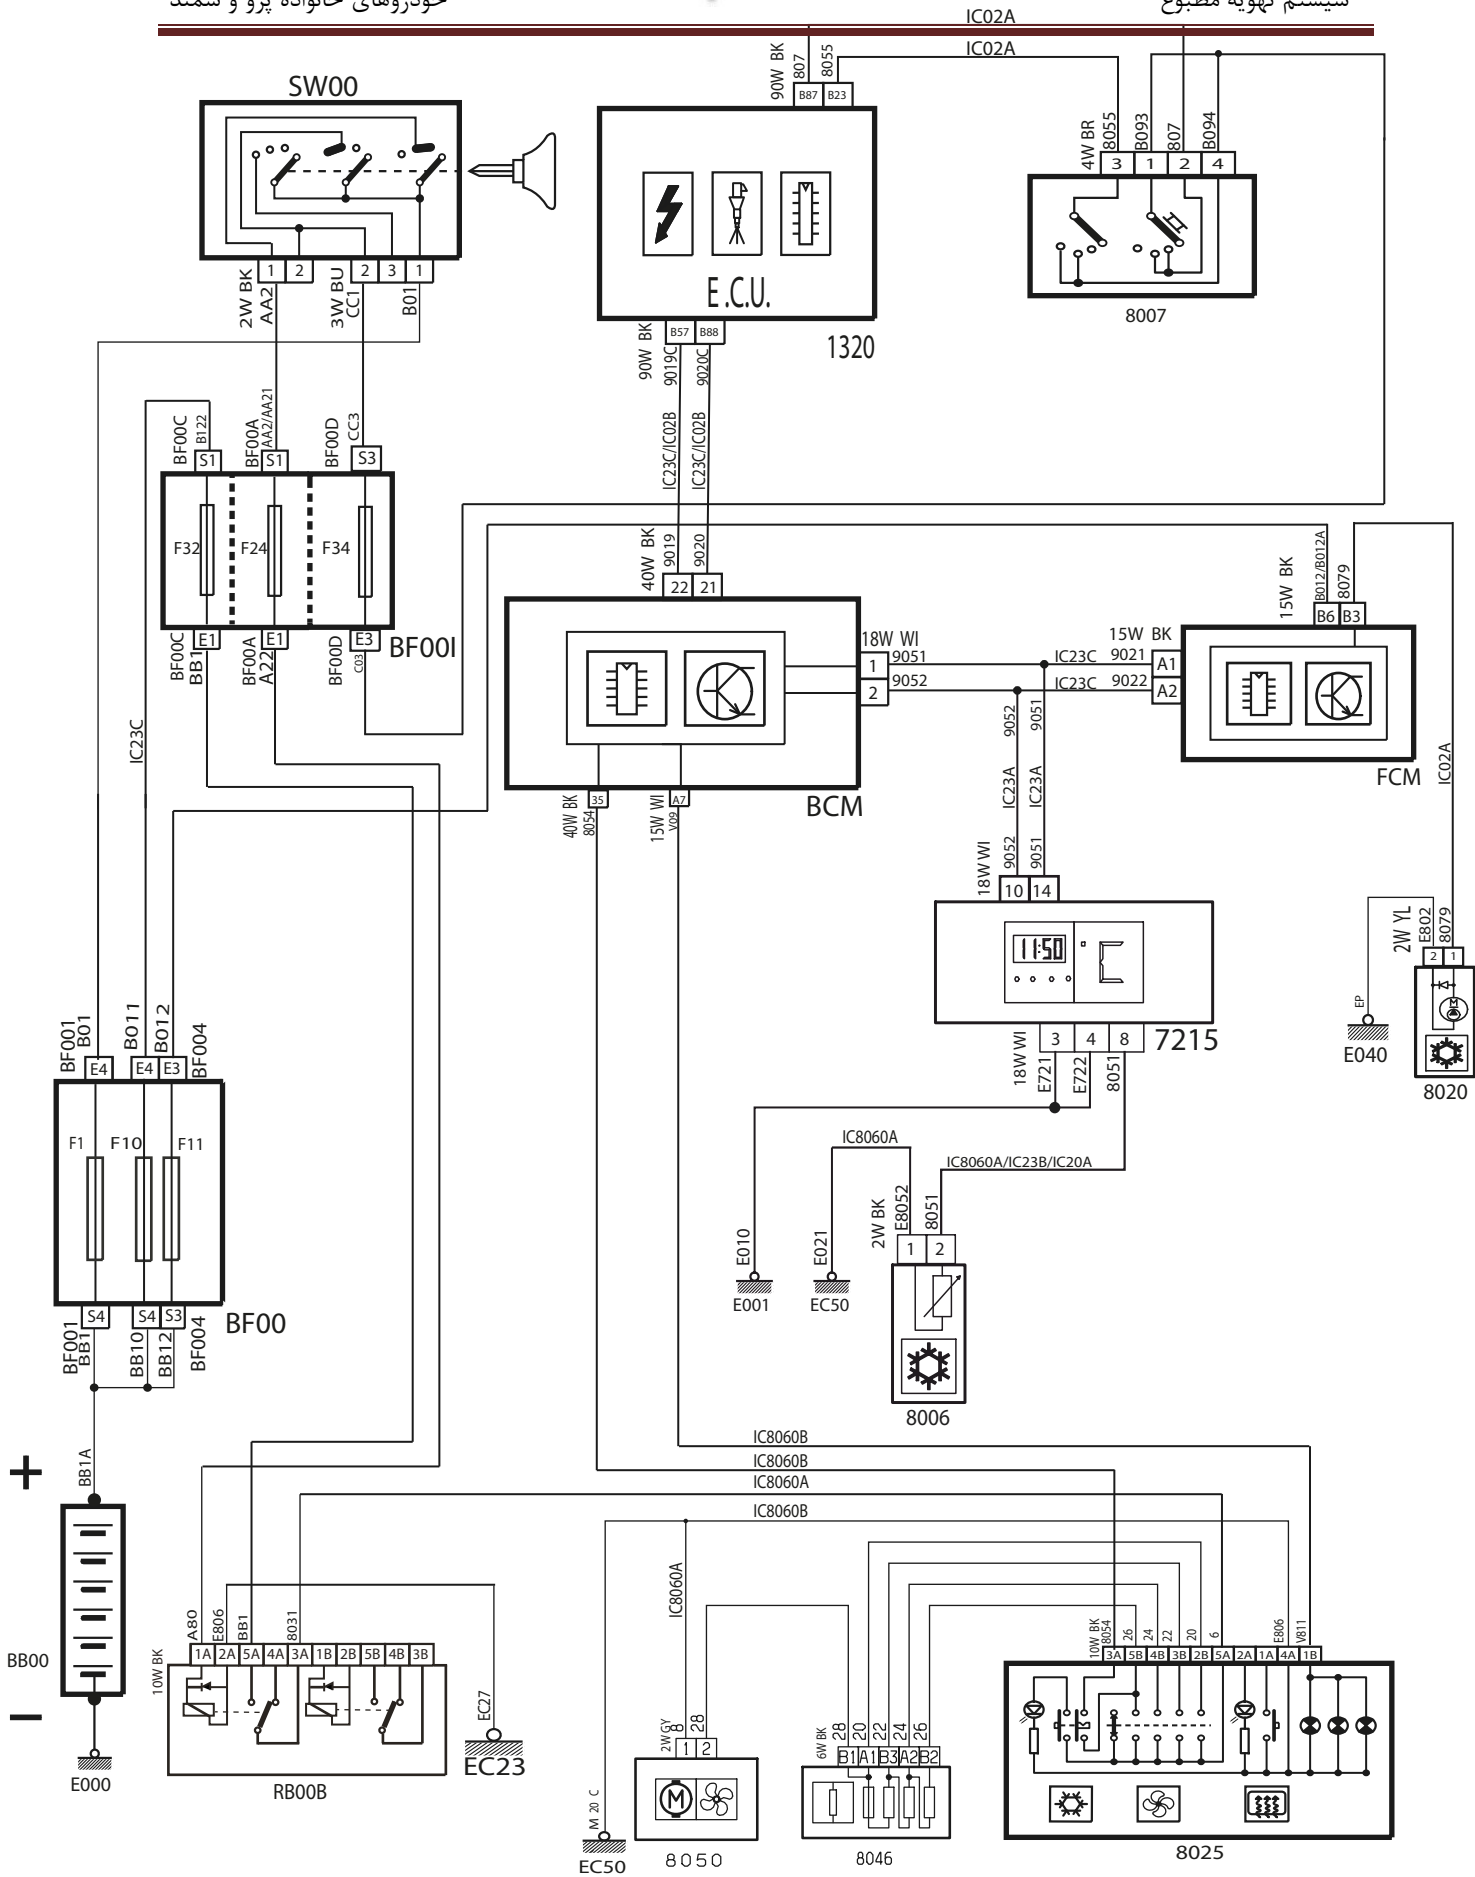 خودروهای خانواده پژو و سمند
سیستم تهویه مطبوع
IC02A
IC02A
SW00
90W BK
807
8055
B87
B23
4W BR
8055
B093
807
B094
3
1
2
4
8007
E.C.U.
1320
1
2
2
3
1
2W BK
AA2
3W BU
CC1
B01
B57
B88
90W BK
9019C
9020C
IC23C/IC02B
IC23C/IC02B
BF00C
B122
BF00A
AA2/AA21
BF00D
CC3
S1
S1
S3
F32
F24
F34
E1
E1
E3
BF00I
BF00C
BB1
BF00A
A22
BF00D
C03
IC23C
40W BK
9019
9020
22
21
18W WI
1
9051
2
9052
IC23C
9021
IC23C
9022
15W BK
A1
A2
15W BK
B012/B012A
8079
B6
B3
FCM
IC02A
BCM
35
A7
40W BK
8054
15W WI
V09
9052
9051
IC23A
IC23A
18W WI
9052
9051
10
14
11:50
C
7215
3
4
8
18W WI
E721
E722
8051
2W YL
E802
8079
2
1
EP
E040
8020
BF001
B01
B011
B012
BF004
E4
E4
E3
F1
F10
F11
S4
S4
S3
BF00
BF001
BB1
BB10
BB12
BF004
IC8060A
IC8060A/IC23B/IC20A
2W BK
E8052
8051
1
2
E010
E021
E001
EC50
8006
+
BB1A
BB00
–
E000
IC8060B
IC8060B
IC8060A
IC8060B
IC8060A
10W BK
A80
E806
BB1
8031
1A
2A
5A
4A
3A
1B
2B
5B
4B
3B
RB00B
EC27
EC23
M 20 C
EC50
2W GY
8
28
1
2
M
8050
6W BK
28
20
22
24
26
B1
A1
B3
A2
B2
8046
10W BK
8054
26
24
22
20
6
E806
V811
3A
5B
4B
3B
2B
5A
2A
1A
4A
1B
8025